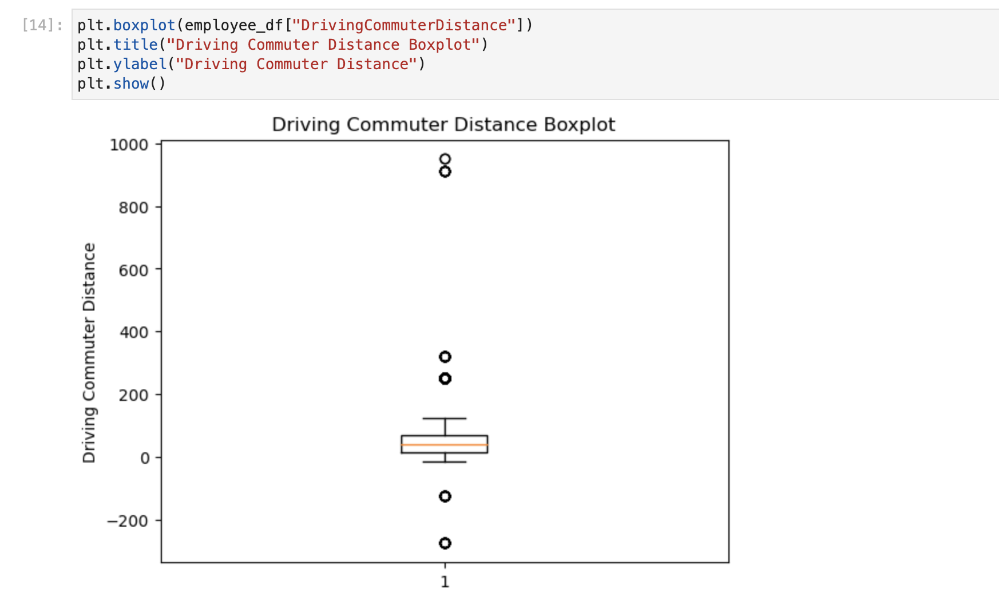 [14]: plt.boxplot(employee_df["DrivingCommuterDistance"])
plt.title("Driving Commuter Distance Boxplot")
plt.ylabel("Driving Commuter Distance")
plt.show()
Driving Commuter Distance Boxplot
1000
800
600
400
200
0
−200
Driving Commuter Distance
1